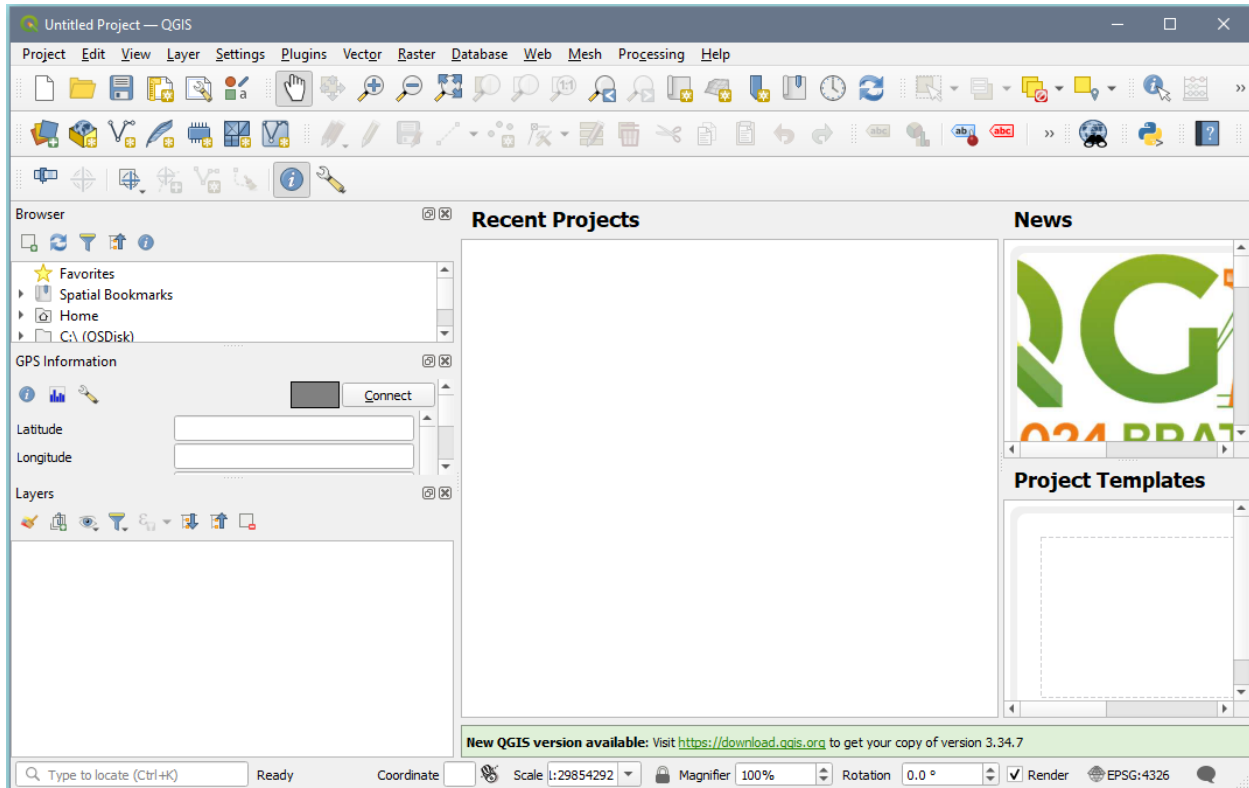 Untitled Project — QGIS
Project Edit View Layer Settings Plugins Vector Raster Database Web Mesh Processing Help
Browser
Favorites
Spatial Bookmarks
Home
C:\ (OSDisk)
GPS Information
Connect
Latitude
Longitude
Layers
Recent Projects
News
QG
2024 BRAT
Project Templates
New QGIS version available: Visit https://download.qgis.org to get your copy of version 3.34.7
Type to locate (Ctrl+K) Ready Coordinate Scale 1:29854292 Magnifier 100% Rotation 0.0 ° Render EPSG:4326